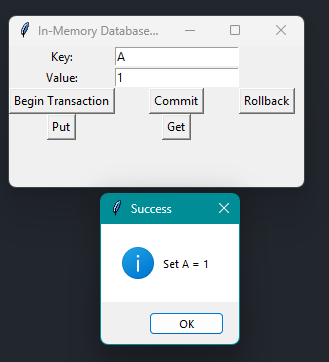 In-Memory Database...
Key: A
Value: 1
Begin Transaction Commit Rollback
Put Get
Success
Set A = 1
OK